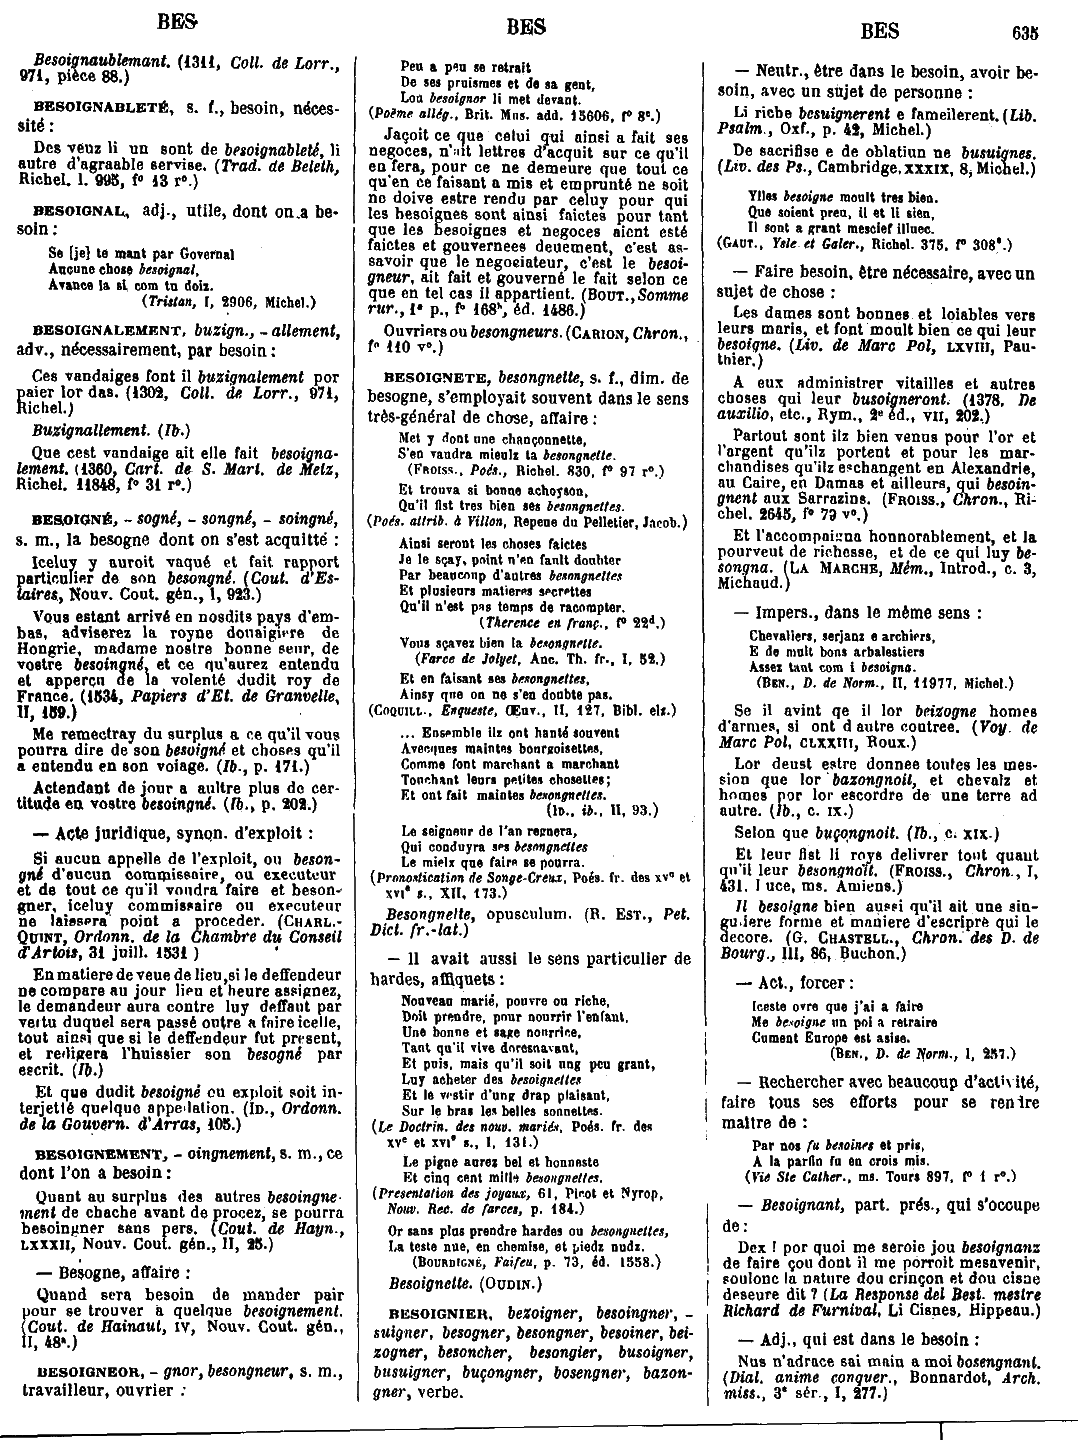 BES
Besoignaublemant. (1311, Coll. de Lorr.,
971, pièce 88.)
BESOIGNABLETÉ, s. f., besoin, néces-
sité :
Des veuz li un sont de besoignableté, li
autre d'agraable servise. (Trad. de Beleth,
Richel. l. 995, f° 13 r°.)
BESOIGNAL, adj., utile, dont on a be-
soin :
Se [je] te mant par Governal
Aucune chose besoignal,
Avance la si com tu doiz.
(Tristan, I, 2906, Michel.)
BESOIGNALEMENT, buzign., - allement,
adv., nécessairement, par besoin :
Ces vandaiges font il buzignalement por
paier lor das. (1302, Coll. de Lorr., 971,
Richel.)
Buzignallement. (Ib.)
Que cest vandaige ait elle fait besoigna-
lement. (1360, Cart. de S. Mart. de Metz,
Richel. 11848, f° 31 r°.)
BESOIGNÉ, - sogné, - songné, - soingné,
s. m., la besogne dont on s'est acquitté :
Iceluy y auroit vaqué et fait rapport
particulier de son besongné. (Cout. d'Es-
taires, Nouv. Cout. gén., I, 923.)
Vous estant arrivé en nosdits pays d'em-
bas, adviserez la royne douaigiere de
Hongrie, madame nostre bonne seur, de
vostre besoingné, et ce qu'aurez entendu
et apperçu de la volenté dudit roy de
France. (1534, Papiers d'Et. de Granvelle,
II, 159.)
Me remectray du surplus a ce qu'il vous
pourra dire de son besoigné et choses qu'il
a entendu en son voiage. (Ib., p. 171.)
Actendant de jour a aultre plus de cer-
titude en vostre besoingné. (Ib., p. 202.)
— Acte juridique, synon. d'exploit :
Si aucun appelle de l'exploit, ou beson-
gné d'aucun commissaire, ou executeur
et de tout ce qu'il voudra faire et beson-
gner, iceluy commissaire ou executeur
ne laissera point a proceder. (CHARL.-
QUINT, Ordonn. de la Chambre du Conseil
d'Artois, 31 juill. 1531)
En matiere de veue de lieu, si le deffendeur
ne compare au jour lieu et heure assignez,
le demandeur aura contre luy deffaut par
vertu duquel sera passé outre a faire icelle,
tout ainsi que si le deffendeur fut present,
et redigera l'huissier son besogné par
escrit. (Ib.)
Et que dudit besoigné ou exploit soit in-
terjetté quelque appellation. (ID., Ordonn.
de la Gouvern. d'Arras, 105.)
BESOIGNEMENT, - oingnement, s. m., ce
dont l'on a besoin :
Quant au surplus des autres besoingne-
ment de chache avant de procez, se pourra
besoingner sans pers. (Cout. de Hayn.,
LXXXII, Nouv. Cout. gén., II, 25.)
— Besogne, affaire :
Quand sera besoin de mander pair
pour se trouver a quelque besoignement.
(Cout. de Hainaut, IV, Nouv. Cout. gén.,
II, 48ª.)
BESOIGNEOR, - gnor, besongneur, s. m.,
travailleur, ouvrier :
BES
Peu a peu se retrait
De ses pruismes et de sa gent,
Lou besoignor li met devant.
(Poème allég., Brit. Mus. add. 15606, f° 8ᶜ.)
Jaçoit ce que celui qui ainsi a fait ses
negoces, n'ait lettres d'acquit sur ce qu'il
en fera, pour ce ne demeure que tout ce
qu'en ce faisant a mis et emprunté ne soit
ne doive estre rendu par celuy pour qui
les besoignes sont ainsi faictes pour tant
que les besoignes et negoces aient esté
faictes et gouvernees deuement, c'est as-
savoir que le negociateur, c'est le besoi-
gneur, ait fait et gouverné le fait selon ce
que en tel cas il appartient. (BOUT., Somme
rur., 1ᵉ p., f° 168ᵇ, éd. 1486.)
Ouvriers ou besongneurs. (CARION, Chron.,
f° 110 v°.)
BESOIGNETE, besongnette, s. f., dim. de
besogne, s'employait souvent dans le sens
très-général de chose, affaire :
Met y dont une chançonnette,
S'en vaudra mieulz ta besongnette.
(FROISS., Poés., Richel. 830, f° 97 r°.)
Et trouva si bonne achoyson,
Qu'il fist tres bien ses besongnettes.
(Poés. attrib. à Villon, Repeue du Pelletier, Jacob.)
Ainsi seront les choses faictes
Je le sçay, point n'en fault doubter
Par beaucoup d'autres besongnettes
Et plusieurs matieres secrettes
Qu'il n'est pas temps de racompter.
(Therence en franç., f° 22ᵈ.)
Vous sçavez bien la besongnette.
(Farce de Jolyet, Anc. Th. fr., I, 52.)
Et en faisant ses besongnettes,
Ainsy que on ne s'en doubte pas.
(COQUILL., Enqueste, Œuv., II, 127, Bibl. elz.)
... Ensemble ilz ont hanté souvent
Avecques maintes bourgoisettes,
Comme font marchant a marchant
Touchant leurs petites chosettes;
Et ont fait maintes besongnettes.
(ID., ib., II, 93.)
Le seigneur de l'an regnera,
Qui conduyra ses besongnettes
Le mielx que faire se pourra.
(Pronostication de Songe-Creux, Poés. fr. des XVᵉ et
XVIᵉ s., XII, 173.)
Besongnette, opusculum. (R. EST., Pet.
Dict. fr.-lat.)
— Il avait aussi le sens particulier de
hardes, affiquets :
Nouveau marié, pouvre ou riche,
Doit prendre, pour nourrir l'enfant,
Une bonne et sage nourrice,
Tant qu'il vive doresnavant,
Et puis, mais qu'il soit ung peu grant,
Luy acheter des besoignettes
Et le vestir d'ung drap plaisant,
Sur le bras les belles sonnettes.
(Le Doctrin. des nouv. mariés, Poés. fr. des
XVᵉ et XVIᵉ s., I, 131.)
Le pigne aurez bel et honneste
Et cinq cent mille besongnettes.
(Presentation des joyaux, 61, Picot et Nyrop,
Nouv. Rec. de farces, p. 184.)
Or sans plus prendre hardes ou besongnettes,
La teste nue, en chemise, et piedz nudz.
(BOURDIGNÉ, Faifeu, p. 73, éd. 1558.)
Besoignette. (OUDIN.)
BESOIGNIER, bezoigner, besoingner, -
suigner, besogner, besongner, besoiner, bei-
zogner, besoncher, besongier, busoigner,
busuigner, buçongner, bosengner, bazon-
gner, verbe.
BES 635
— Neutr., être dans le besoin, avoir be-
soin, avec un sujet de personne :
Li riche besuignerent e fameilerent. (Lib.
Psalm., Oxf., p. 42, Michel.)
De sacrifise e de oblatiun ne busuignes.
(Liv. des Ps., Cambridge, XXXIX, 8, Michel.)
Ylles besoigne moult tres bien.
Que soient preu, il et li sien,
Il sont a grant mescief illuec.
(GAUT., Ysle et Galer., Richel. 375, f° 308ᵉ.)
— Faire besoin, être nécessaire, avec un
sujet de chose :
Les dames sont bonnes et loiables vers
leurs maris, et font moult bien ce qui leur
besoigne. (Liv. de Marc Pol, LXVIII, Pau-
thier.)
A eux administrer vitailles et autres
choses qui leur busoigneront. (1378, De
auxilio, etc., Rym., 2ᵉ éd., VII, 202.)
Partout sont ilz bien venus pour l'or et
l'argent qu'ilz portent et pour les mar-
chandises qu'ilz eschangent en Alexandrie,
au Caire, en Damas et ailleurs, qui besoin-
gnent aux Sarrazins. (FROISS., Chron., Ri-
chel. 2645, f° 79 v°.)
Et l'accompaigna honnorablement, et la
pourveut de richesse, et de ce qui luy be-
songna. (LA MARCHE, Mém., Introd., c. 3,
Michaud.)
— Impers., dans le même sens :
Chevaliers, serjanz e archiers,
E de mult bons arbalestiers
Assez tant com i besoigna.
(BEN., D. de Norm., II, 11977, Michel.)
Se il avint qe il lor beizogne homes
d'armes, si ont d autre contree. (Voy. de
Marc Pol, CLXXIII, Roux.)
Lor deust estre donnee toutes les mes-
sion que lor bazongnoit, et chevalz et
homes por lor escordre de une terre ad
autre. (Ib., c. IX.)
Selon que buçongnoit. (Ib., c. XIX.)
Et leur fist li roys delivrer tout quant
qu'il leur besongnoit. (FROISS., Chron., I,
431, Luce, ms. Amiens.)
Il besoigne bien aussi qu'il ait une sin-
guliere forme et maniere d'escripre qui le
decore. (G. CHASTELL., Chron. des D. de
Bourg., III, 86, Buchon.)
— Act., forcer :
Iceste ovre que j'ai a faire
Me besoigne un poi a retraire
Cument Europe est asise.
(BEN., D. de Norm., I, 257.)
— Rechercher avec beaucoup d'activité,
faire tous ses efforts pour se rendre
maître de :
Par nos fu besoines et pris,
A la parfin fu en crois mis.
(Vie Ste Cather., ms. Tours 897, f° 1 r°.)
— Besoignant, part. prés., qui s'occupe
de :
Dex ! por quoi me seroie jou besoignanz
de faire çou dont il me porroit mesavenir,
soulonc la nature dou crinçon et dou cisne
deseure dit ? (La Response del Best. mestre
Richard de Furnival, Li Cisnes, Hippeau.)
— Adj., qui est dans le besoin :
Nus n'adrace sai main a moi bosengnant.
(Dial. anime conquer., Bonnardot, Arch.
miss., 3ᵉ sér., I, 277.)